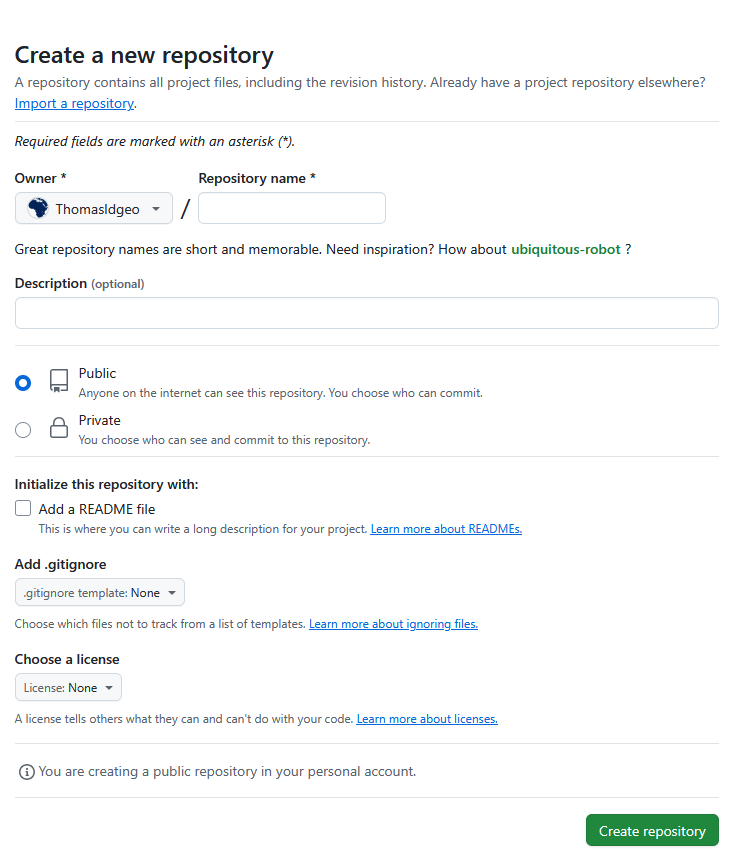 Create a new repository
A repository contains all project files, including the revision history. Already have a project repository elsewhere?
Import a repository.
Required fields are marked with an asterisk (*).
Owner * Repository name *
ThomasIdgeo /
Great repository names are short and memorable. Need inspiration? How about ubiquitous-robot ?
Description (optional)
Public
Anyone on the internet can see this repository. You choose who can commit.
Private
You choose who can see and commit to this repository.
Initialize this repository with:
Add a README file
This is where you can write a long description for your project. Learn more about READMEs.
Add .gitignore
.gitignore template: None
Choose which files not to track from a list of templates. Learn more about ignoring files.
Choose a license
License: None
A license tells others what they can and can't do with your code. Learn more about licenses.
You are creating a public repository in your personal account.
Create repository